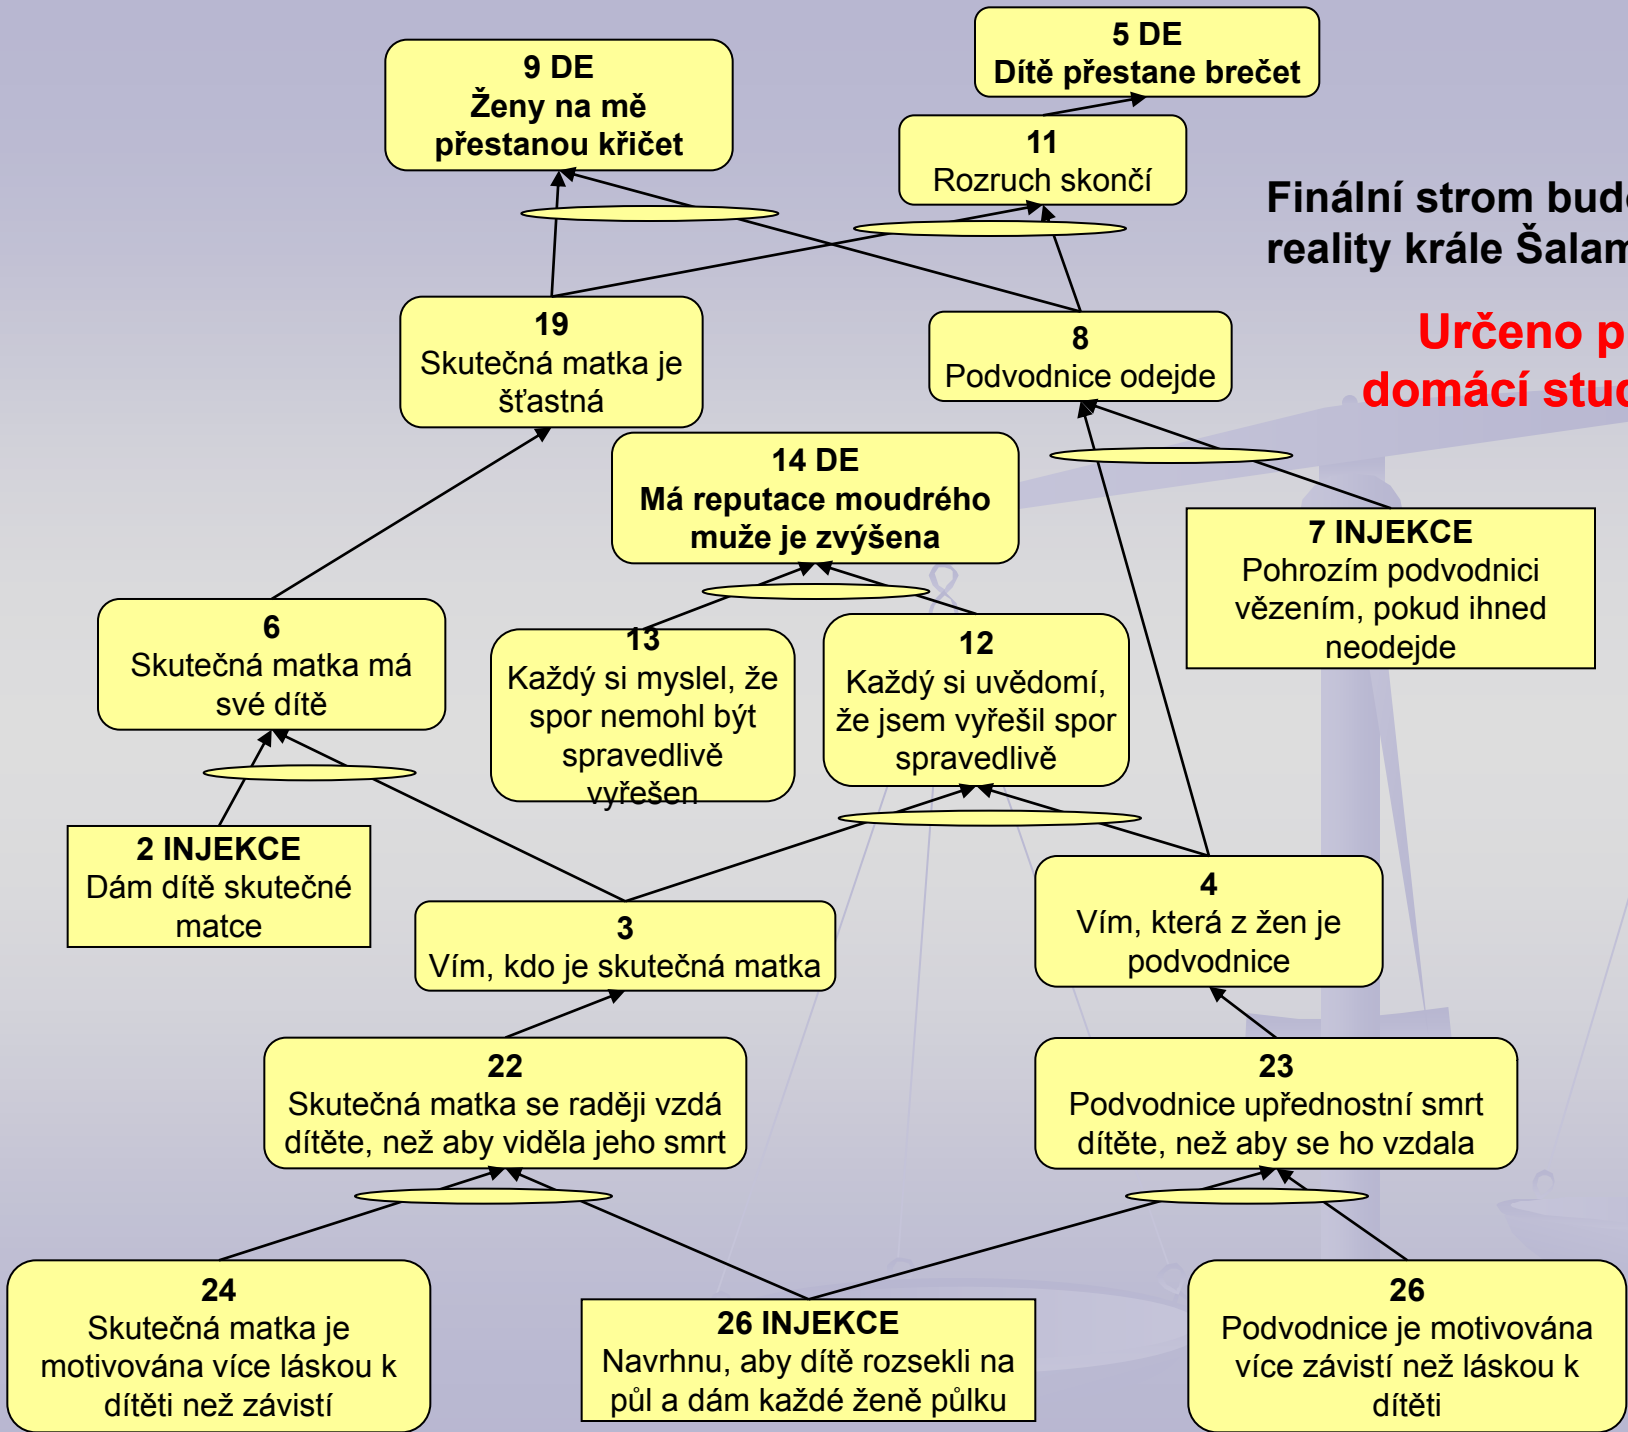 9 DE
Ženy na mě
přestanou křičet
5 DE
Dítě přestane brečet
11
Rozruch skončí
Finální strom
reality krále
Určeno
domácí
19
Skutečná matka je
šťastná
8
Podvodnice odejde
14 DE
Má reputace moudrého
muže je zvýšena
7 INJEKCE
Pohrozím podvodnici
vězením, pokud ihned
neodejde
6
Skutečná matka má
své dítě
13
Každý si myslel, že
spor nemohl být
spravedlivě
vyřešen
12
Každý si uvědomí,
že jsem vyřešil spor
spravedlivě
2 INJEKCE
Dám dítě skutečné
matce
3
Vím, kdo je skutečná matka
4
Vím, která z žen je
podvodnice
22
Skutečná matka se raději vzdá
dítěte, než aby viděla jeho smrt
23
Podvodnice upřednostní smrt
dítěte, než aby se ho vzdala
24
Skutečná matka je
motivována více láskou k
dítěti než závistí
26 INJEKCE
Navrhnu, aby dítě rozsekli na
půl a dám každé ženě půlku
26
Podvodnice je motivována
více závistí než láskou k
dítěti